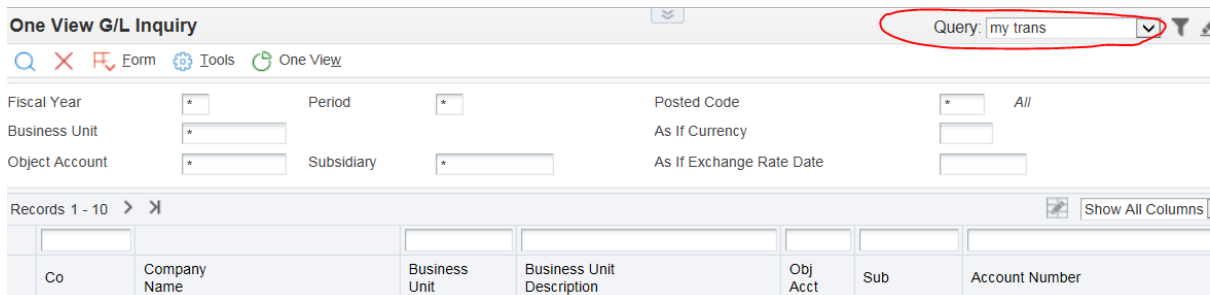 One View G/L Inquiry Query: my trans
Form Tools One View
Fiscal Year * Period * Posted Code * All
Business Unit * As If Currency
Object Account * Subsidiary * As If Exchange Rate Date
Records 1 - 10 Show All Columns
Co Company Name Business Unit Business Unit Description Obj Acct Sub Account Number